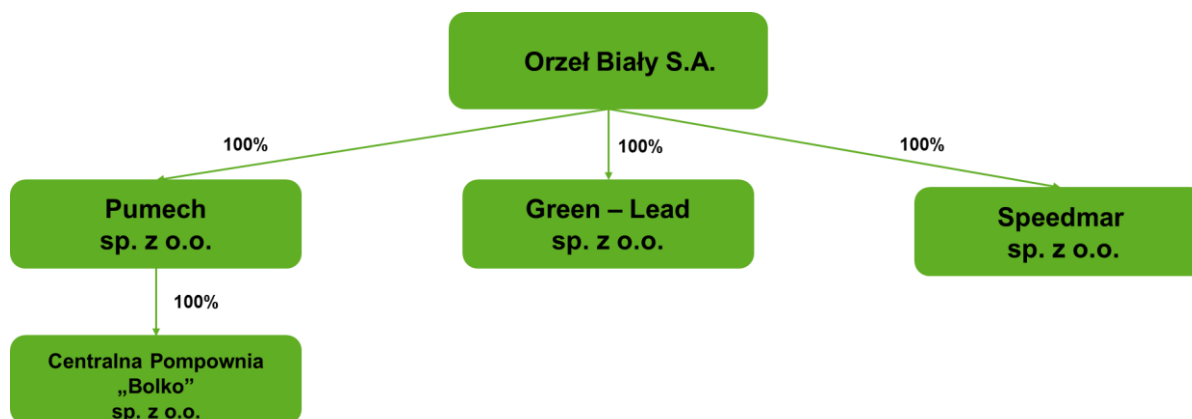 Orzeł Biały S.A.
100%
100%
100%
Pumech
sp. z o.o.
Green – Lead
sp. z o.o.
Speedmar
sp. z o.o.
100%
Centralna Pompownia
„Bolko”
sp. z o.o.